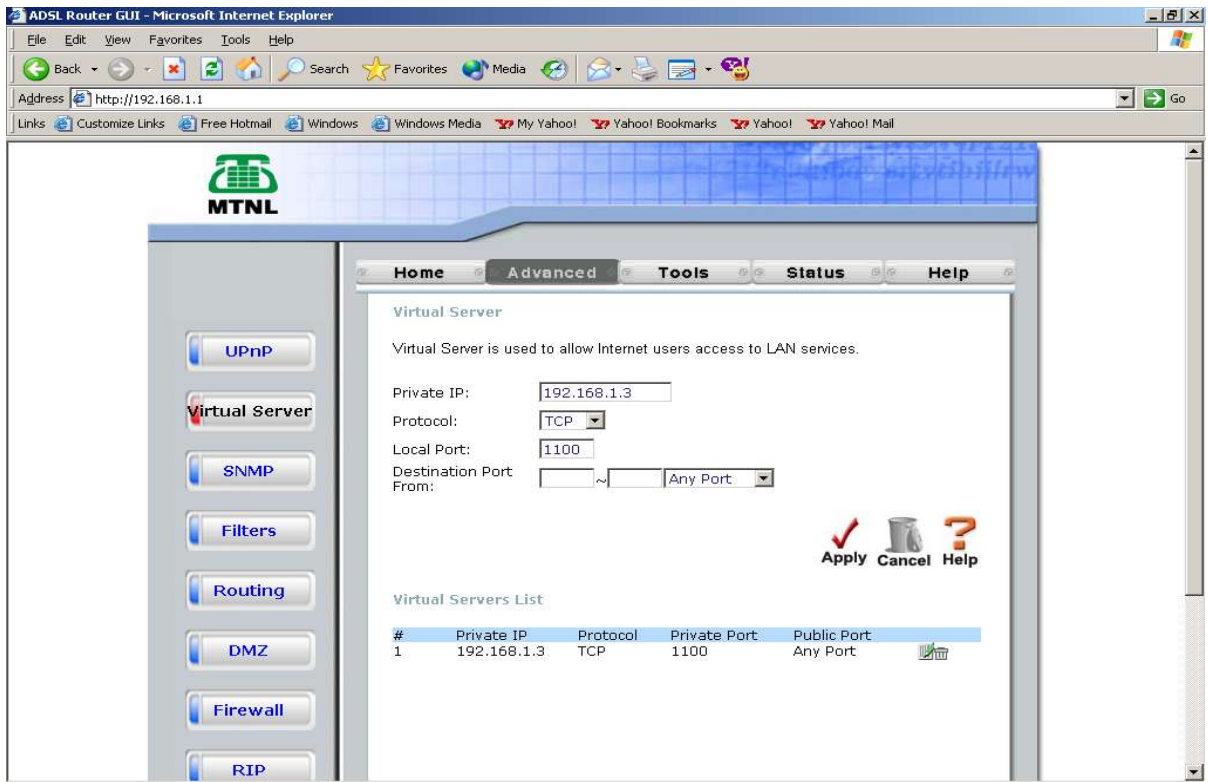 ADSL Router GUI - Microsoft Internet Explorer
File Edit View Favorites Tools Help
Back Search Favorites Media
Address http://192.168.1.1 Go
Links Customize Links Free Hotmail Windows Windows Media My Yahoo! Yahoo! Bookmarks Yahoo! Yahoo! Mail
MTNL
Home Advanced Tools Status Help
Virtual Server
UPnP
Virtual Server is used to allow Internet users access to LAN services.
Private IP: 192.168.1.3
Virtual Server
Protocol: TCP
Local Port: 1100
SNMP
Destination Port
From: ~ Any Port
Filters
Apply Cancel Help
Routing
Virtual Servers List
# Private IP Protocol Private Port Public Port
1 192.168.1.3 TCP 1100 Any Port
DMZ
Firewall
RIP